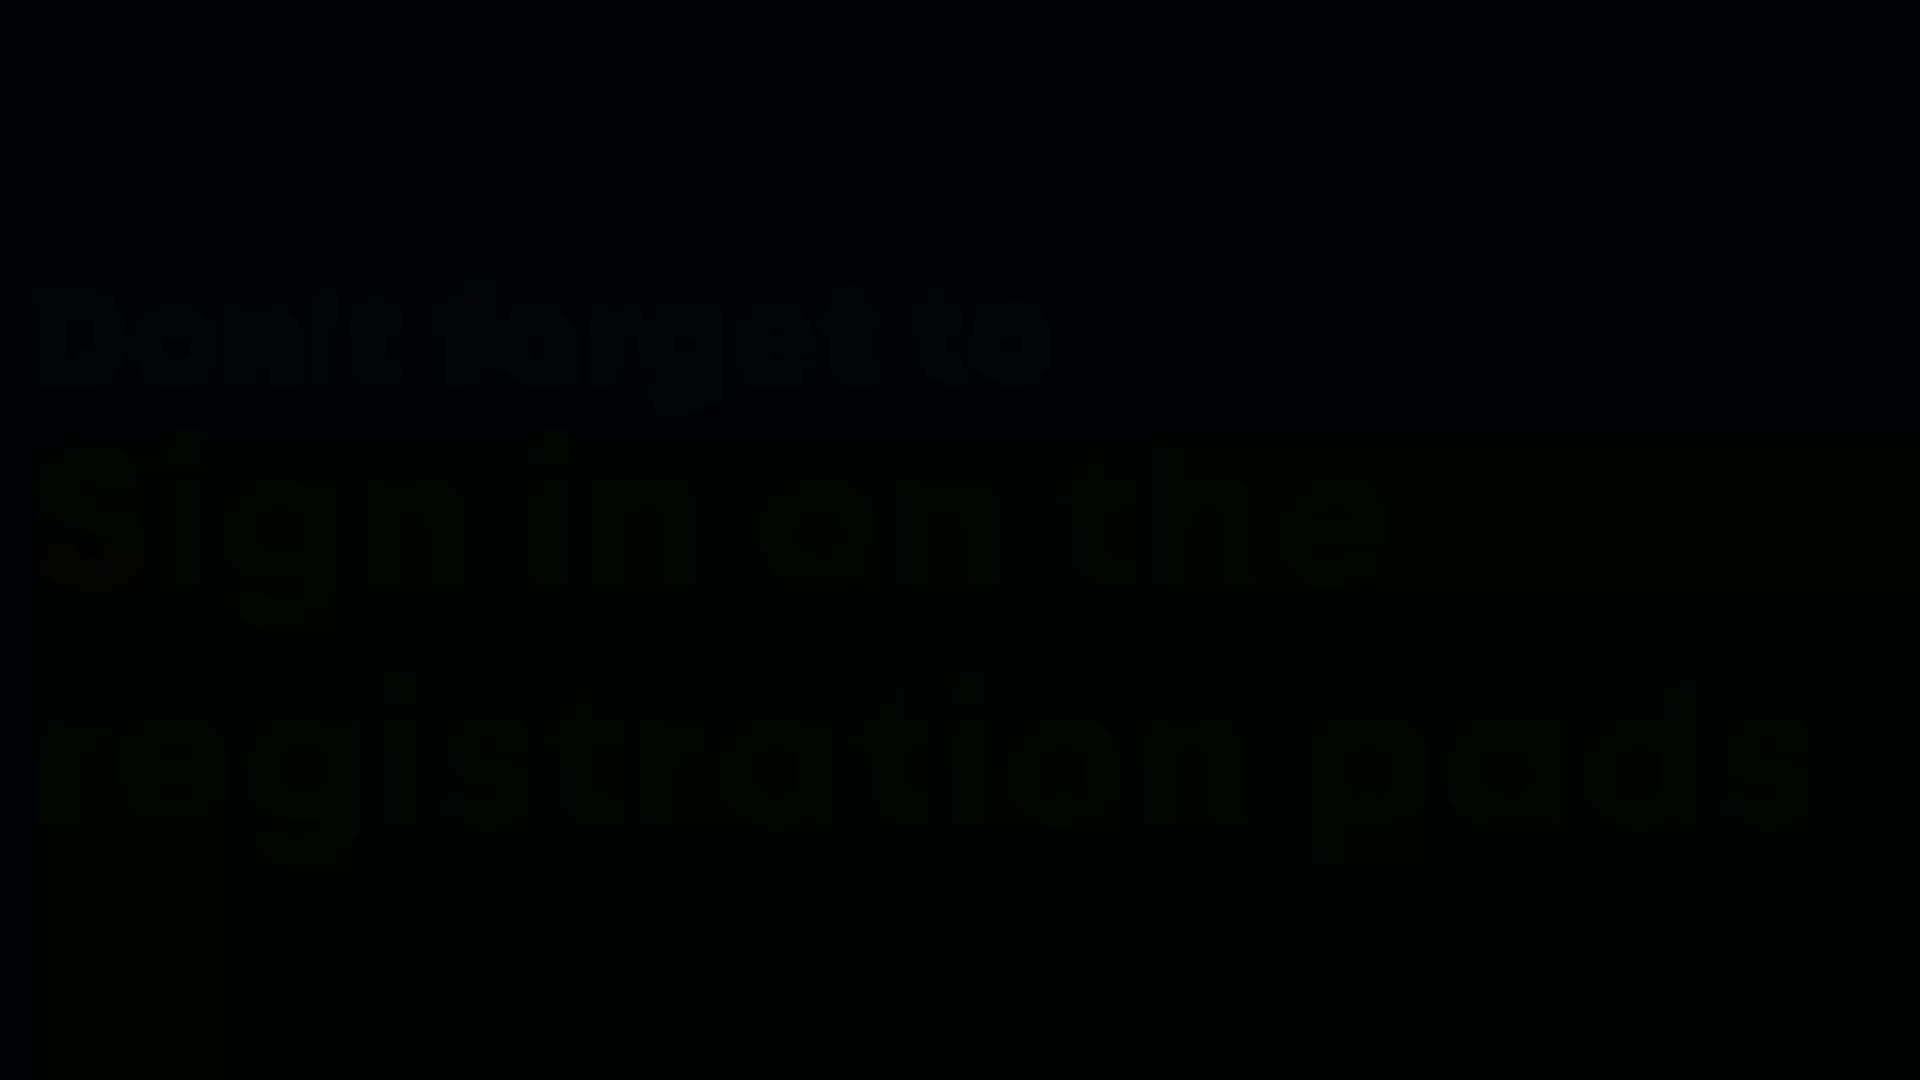 Don't forget to
Sign in on the
registration pads